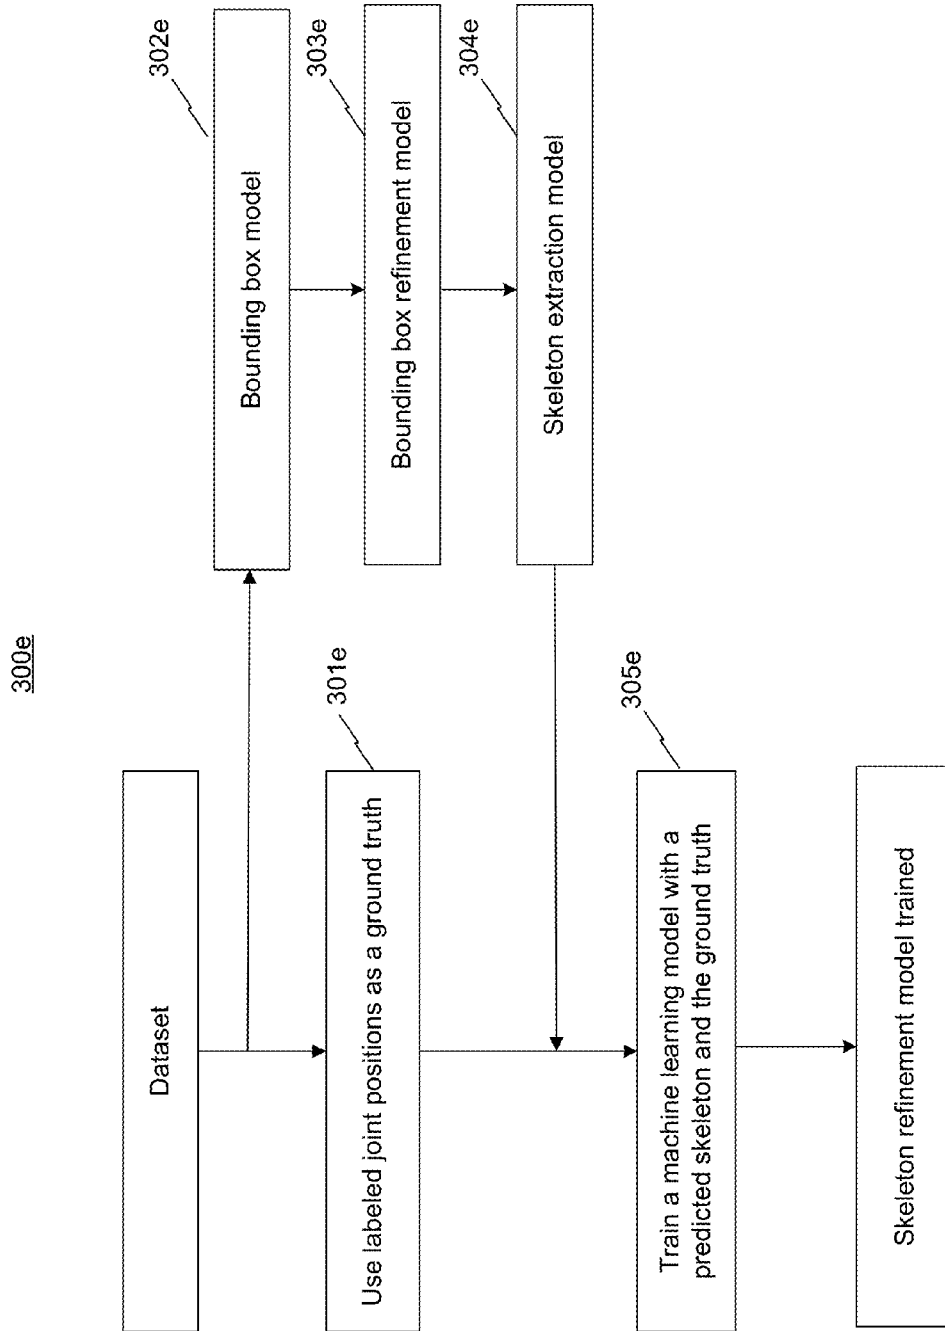 300e
Dataset
302e
Bounding box model
301e
Use labeled joint positions as a ground truth
303e
Bounding box refinement model
304e
Skeleton extraction model
305e
Train a machine learning model with a
predicted skeleton and the ground truth
Skeleton refinement model trained